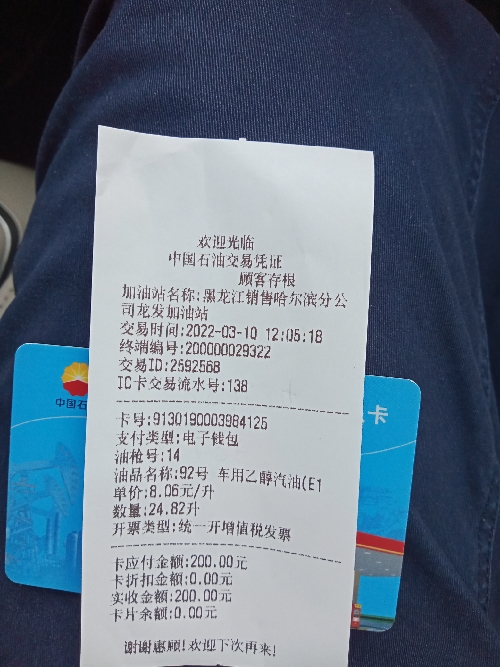 欢迎光临
中国石油交易凭证
顾客存根
加油站名称:黑龙江销售哈尔滨分公
司龙发加油站
交易时间:2022-03-10 12:05:18
终端编号:200000029322
交易ID:2592568
IC卡交易流水号:138
卡号:9130190003984125
支付类型:电子钱包
油枪号:14
油品名称:92号 车用乙醇汽油(E1
单价:8.06元/升
数量:24.82升
开票类型:统一开增值税发票
卡应付金额:200.00元
卡折扣金额:0.00元
实收金额:200.00元
卡片余额:0.00元
谢谢惠顾!欢迎下次再来!
中国石
卡